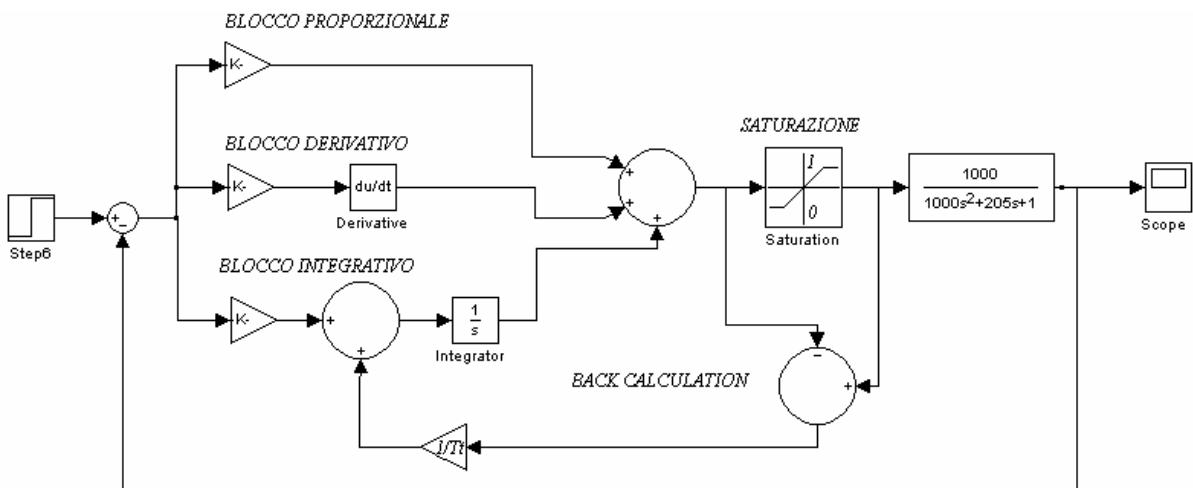 BLOCCO PROPORZIONALE
K-
BLOCCO DERIVATIVO
K-
du/dt
Derivative
SATURAZIONE
1
0
Saturation
1000
1000s²+205s+1
Scope
Step6
+
−
+
+
+
BLOCCO INTEGRATIVO
K-
+
+
1
s
Integrator
BACK CALCULATION
−
+
1/Tt